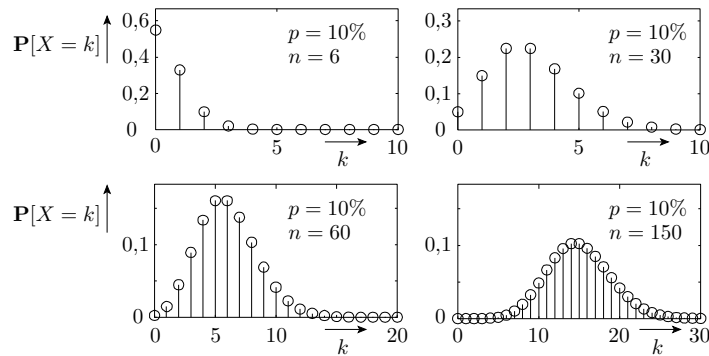 P[X = k]
0,6
0,4
0,2
0
0 5 10
k
p = 10%
n = 6
0,3
0,2
0,1
0
0 5 10
k
p = 10%
n = 30
P[X = k]
0,1
0 5 10 15 20
k
p = 10%
n = 60
0,1
0 10 20 30
k
p = 10%
n = 150